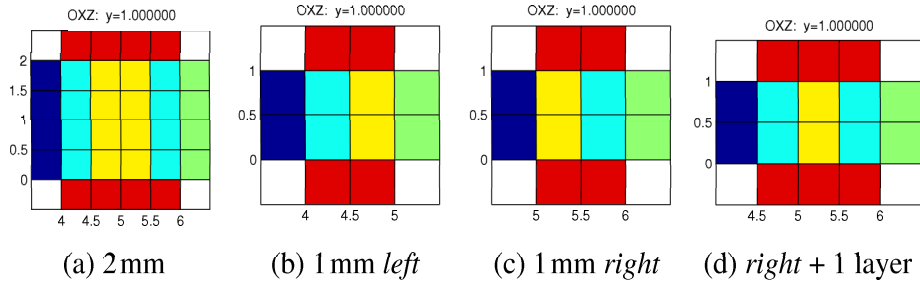 OXZ: y=1.000000
2
1.5
1
0.5
0
4 4.5 5 5.5 6
(a) 2 mm
OXZ: y=1.000000
1
0.5
0
4 4.5 5
(b) 1 mm left
OXZ: y=1.000000
1
0.5
0
5 5.5 6
(c) 1 mm right
OXZ: y=1.000000
1
0.5
0
4.5 5 5.5 6
(d) right + 1 layer